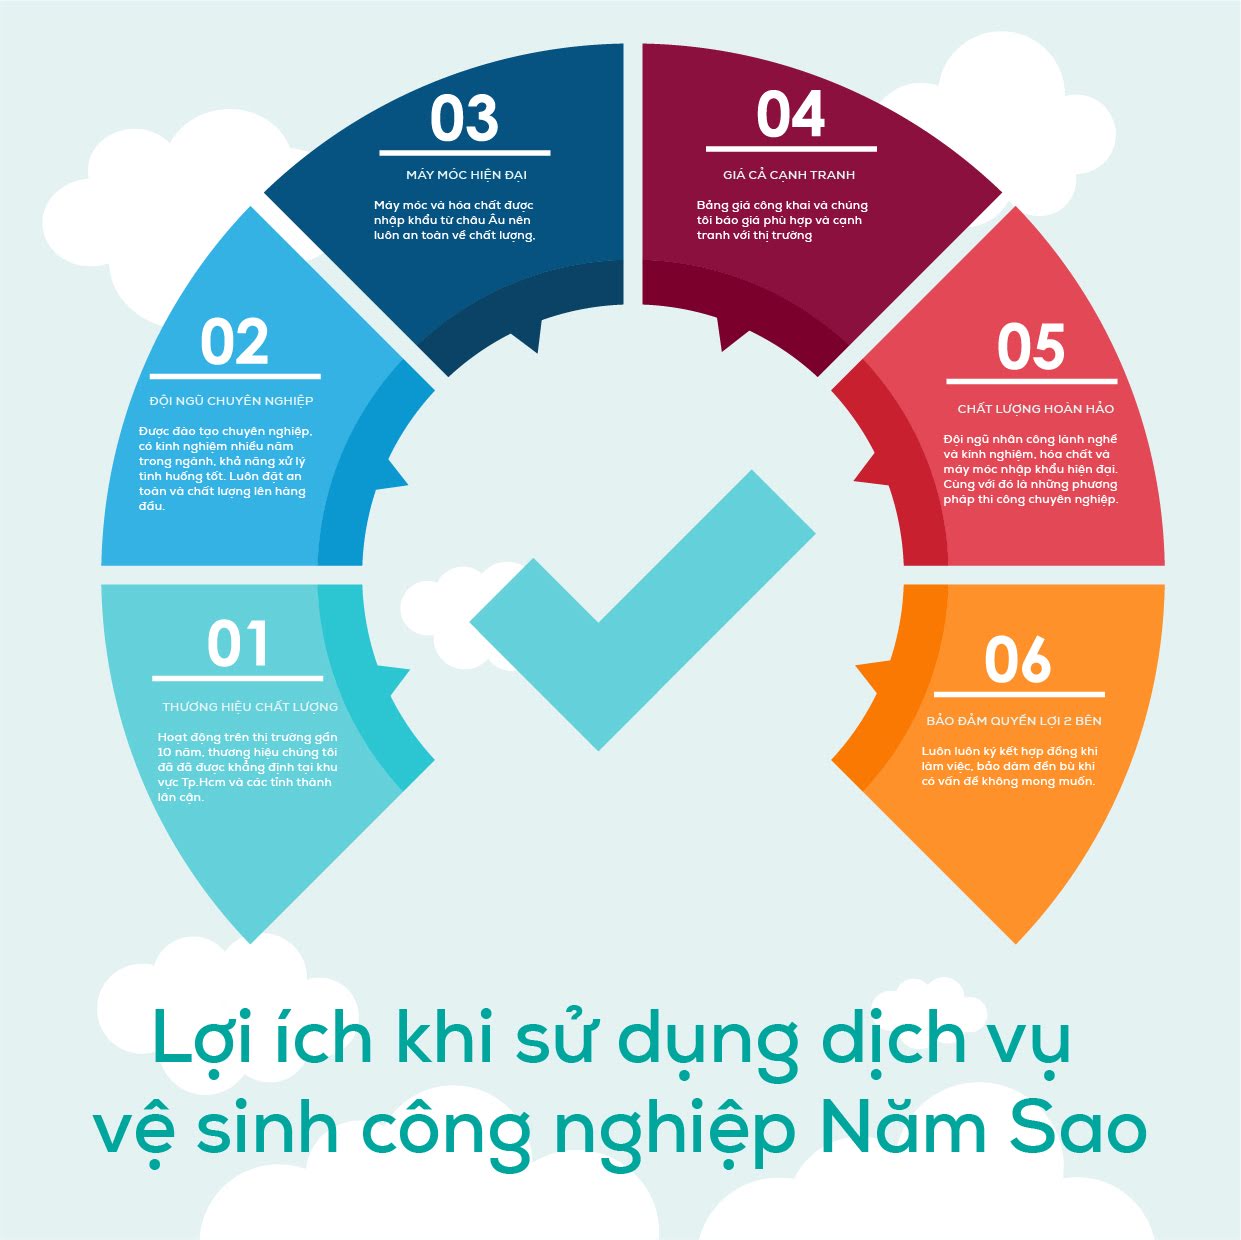 01
THƯƠNG HIỆU CHẤT LƯỢNG
Hoạt động trên thị trường gần
10 năm, thương hiệu chúng tôi
đã đã được khẳng định tại khu
vực Tp.Hcm và các tỉnh thành
lân cận.
02
ĐỘI NGŨ CHUYÊN NGHIỆP
Được đào tạo chuyên nghiệp,
có kinh nghiệm nhiều năm
trong ngành, khả năng xử lý
tình huống tốt. Luôn đặt an
toàn và chất lượng lên hàng
đầu.
03
MÁY MÓC HIỆN ĐẠI
Máy móc và hóa chất được
nhập khẩu từ châu Âu nên
luôn an toàn về chất lượng,
04
GIÁ CẢ CẠNH TRANH
Bảng giá công khai và chúng
tôi báo giá phù hợp và cạnh
tranh với thị trường
05
CHẤT LƯỢNG HOÀN HẢO
Đội ngũ nhân công lành nghề
và kinh nghiệm, hóa chất và
máy móc nhập khẩu hiện đại.
Cùng với đó là những phương
pháp thi công chuyên nghiệp.
06
BẢO ĐẢM QUYỀN LỢI 2 BÊN
Luôn luôn ký kết hợp đồng khi
làm việc, bảo dảm đền bù khi
có vấn đề không mong muốn.
Lợi ích khi sử dụng dịch vụ
vệ sinh công nghiệp Năm Sao